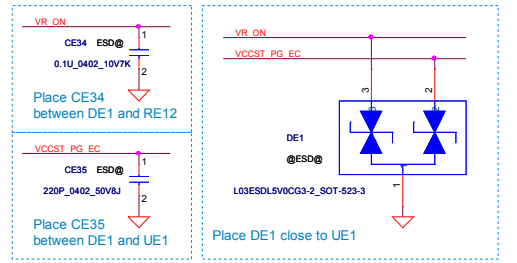 VR_ON
1
CE34 ESD@
0.1U_0402_10V7K
2
Place CE34
between DE1 and RE12
VCCST_PG_EC
1
CE35 ESD@
220P_0402_50V8J
2
Place CE35
between DE1 and UE1
VR_ON
VCCST_PG_EC
3
2
3
2
DE1
@ESD@
1
L03ESDL5V0CG3-2_SOT-523-3
Place DE1 close to UE1